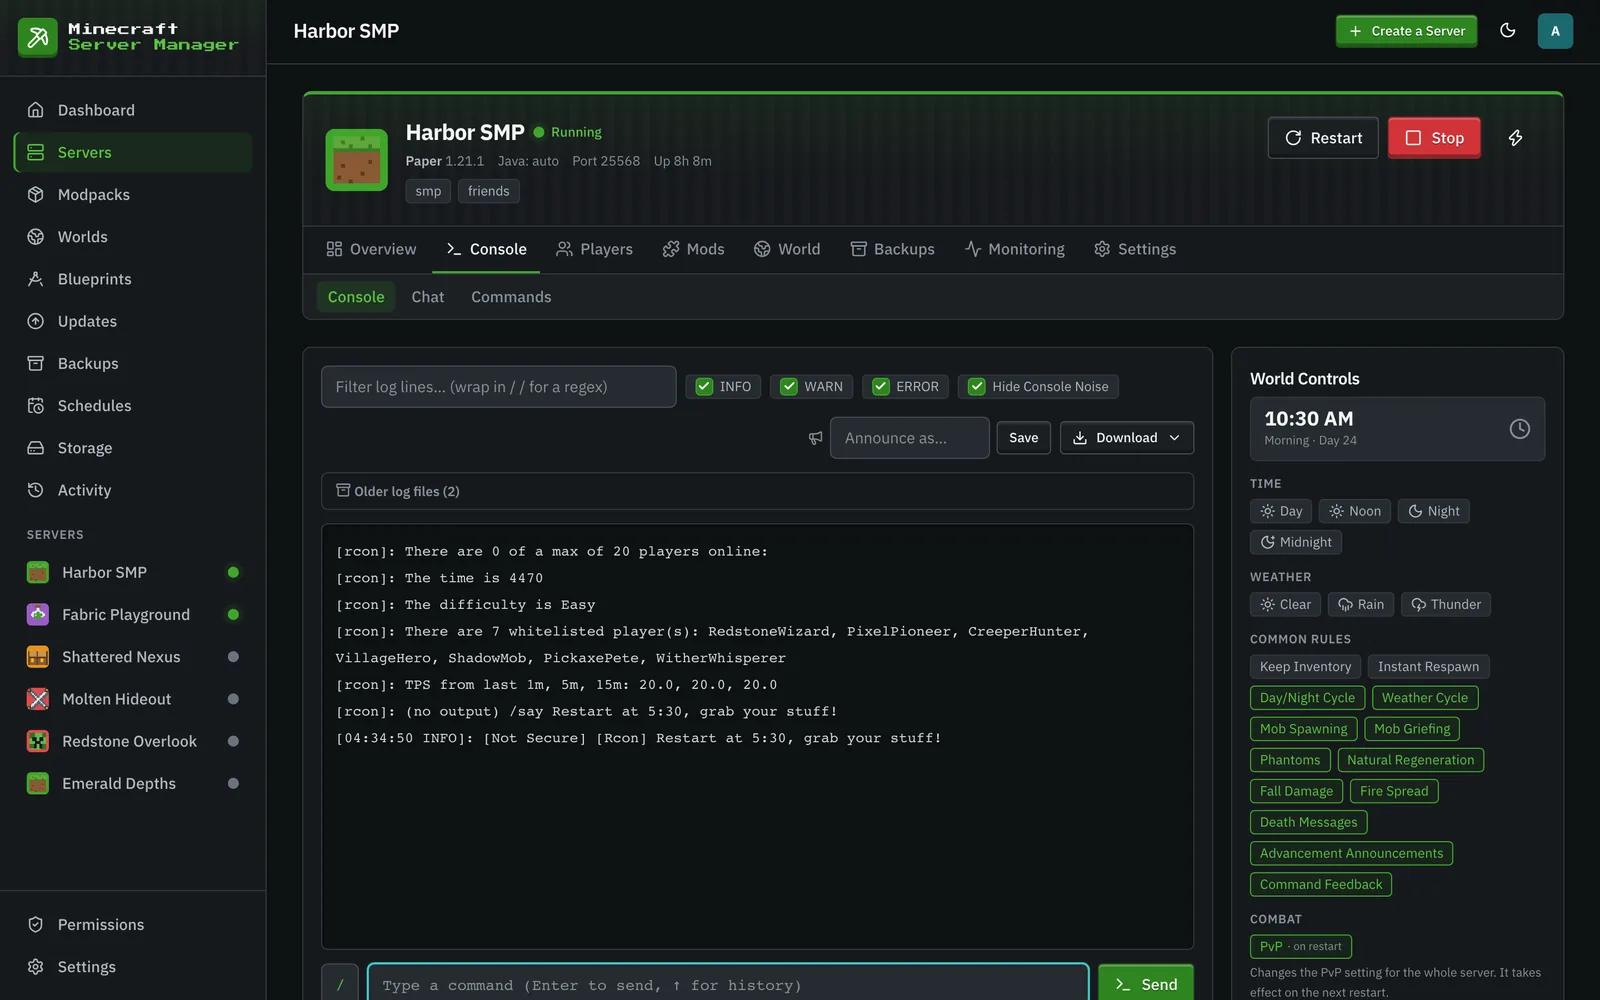 Minecraft
Server Manager
Harbor SMP
Create a Server
A
Dashboard
Servers
Modpacks
Worlds
Blueprints
Updates
Backups
Schedules
Storage
Activity
SERVERS
Harbor SMP
Fabric Playground
Shattered Nexus
Molten Hideout
Redstone Overlook
Emerald Depths
Permissions
Settings
Harbor SMP Running
Paper 1.21.1 Java: auto Port 25568 Up 8h 8m
smp friends
Restart Stop
Overview Console Players Mods World Backups Monitoring Settings
Console Chat Commands
Filter log lines... (wrap in / / for a regex) INFO WARN ERROR Hide Console Noise
Announce as... Save Download
Older log files (2)
[rcon]: There are 0 of a max of 20 players online:
[rcon]: The time is 4470
[rcon]: The difficulty is Easy
[rcon]: There are 7 whitelisted player(s): RedstoneWizard, PixelPioneer, CreeperHunter,
VillageHero, ShadowMob, PickaxePete, WitherWhisperer
[rcon]: TPS from last 1m, 5m, 15m: 20.0, 20.0, 20.0
[rcon]: (no output) /say Restart at 5:30, grab your stuff!
[04:34:50 INFO]: [Not Secure] [Rcon] Restart at 5:30, grab your stuff!
/ Type a command (Enter to send, ↑ for history) Send
World Controls
10:30 AM
Morning · Day 24
TIME
Day Noon Night
Midnight
WEATHER
Clear Rain Thunder
COMMON RULES
Keep Inventory Instant Respawn
Day/Night Cycle Weather Cycle
Mob Spawning Mob Griefing
Phantoms Natural Regeneration
Fall Damage Fire Spread
Death Messages
Advancement Announcements
Command Feedback
COMBAT
PvP · on restart
Changes the PvP setting for the whole server. It takes
effect on the next restart.